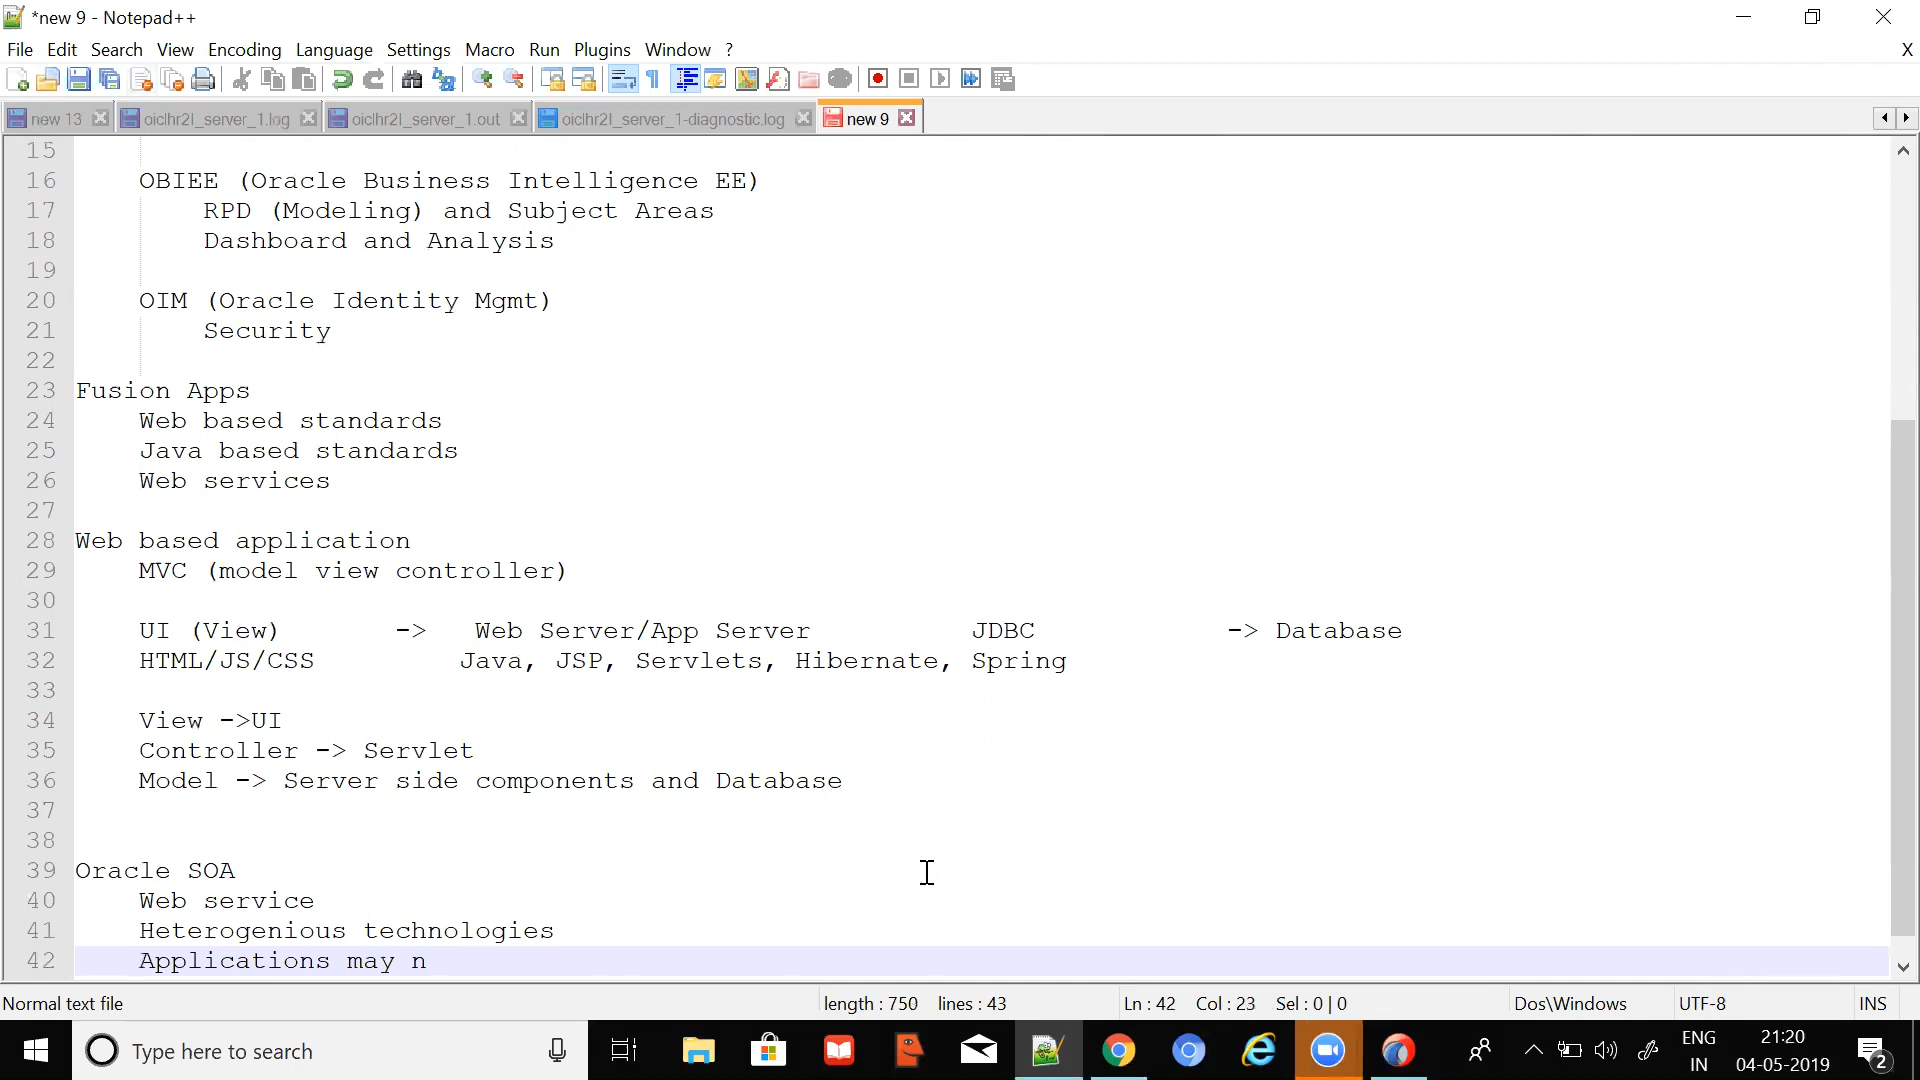 *new 9 - Notepad++
File Edit Search View Encoding Language Settings Macro Run Plugins Window ?
X
new 13 oiclhr2l_server_1.log oiclhr2l_server_1.out oiclhr2l_server_1-diagnostic.log new 9
15
16 OBIEE (Oracle Business Intelligence EE)
17 RPD (Modeling) and Subject Areas
18 Dashboard and Analysis
19
20 OIM (Oracle Identity Mgmt)
21 Security
22
23 Fusion Apps
24 Web based standards
25 Java based standards
26 Web services
27
28 Web based application
29 MVC (model view controller)
30
31 UI (View) -> Web Server/App Server JDBC -> Database
32 HTML/JS/CSS Java, JSP, Servlets, Hibernate, Spring
33
34 View ->UI
35 Controller -> Servlet
36 Model -> Server side components and Database
37
38
39 Oracle SOA
40 Web service
41 Heterogenious technologies
42 Applications may n
Normal text file length : 750 lines : 43 Ln : 42 Col : 23 Sel : 0 | 0 Dos\Windows UTF-8 INS
Type here to search
ENG
IN
21:20
04-05-2019
2